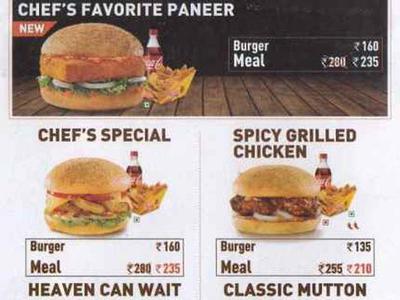 CHEF'S FAVORITE PANEER
NEW
Burger ₹160
Meal ₹280 ₹235
CHEF'S SPECIAL
Burger ₹160
Meal ₹280 ₹235
HEAVEN CAN WAIT
SPICY GRILLED
CHICKEN
Burger ₹135
Meal ₹255 ₹210
CLASSIC MUTTON